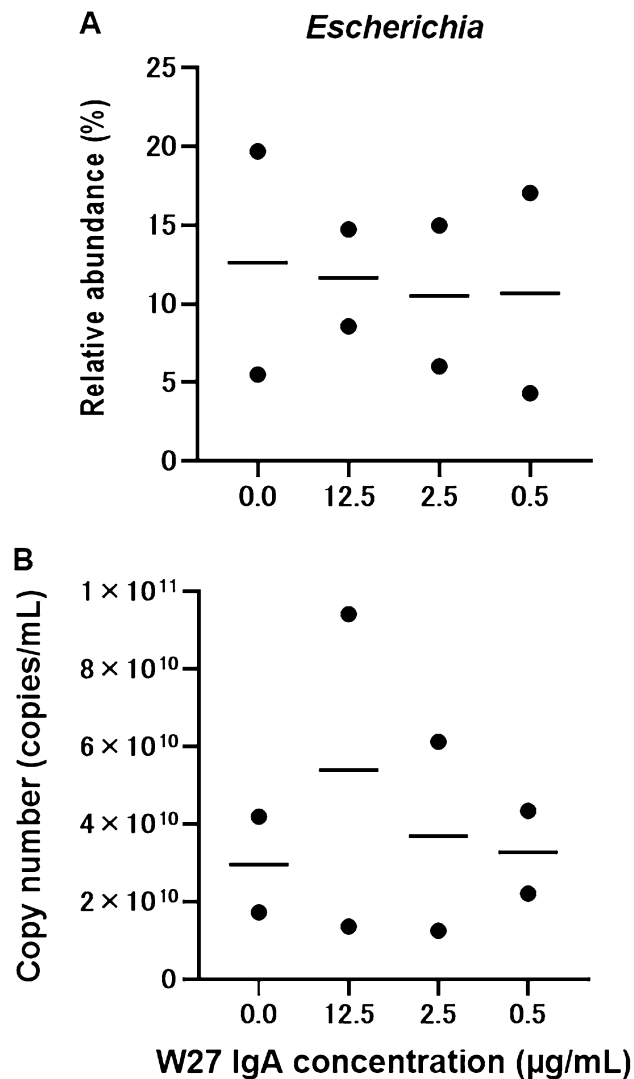 A
Escherichia
Relative abundance (%)
25
20
15
10
5
0
0.0 12.5 2.5 0.5
B
Copy number (copies/mL)
1×10¹¹
8×10¹⁰
6×10¹⁰
4×10¹⁰
2×10¹⁰
0
0.0 12.5 2.5 0.5
W27 IgA concentration (μg/mL)